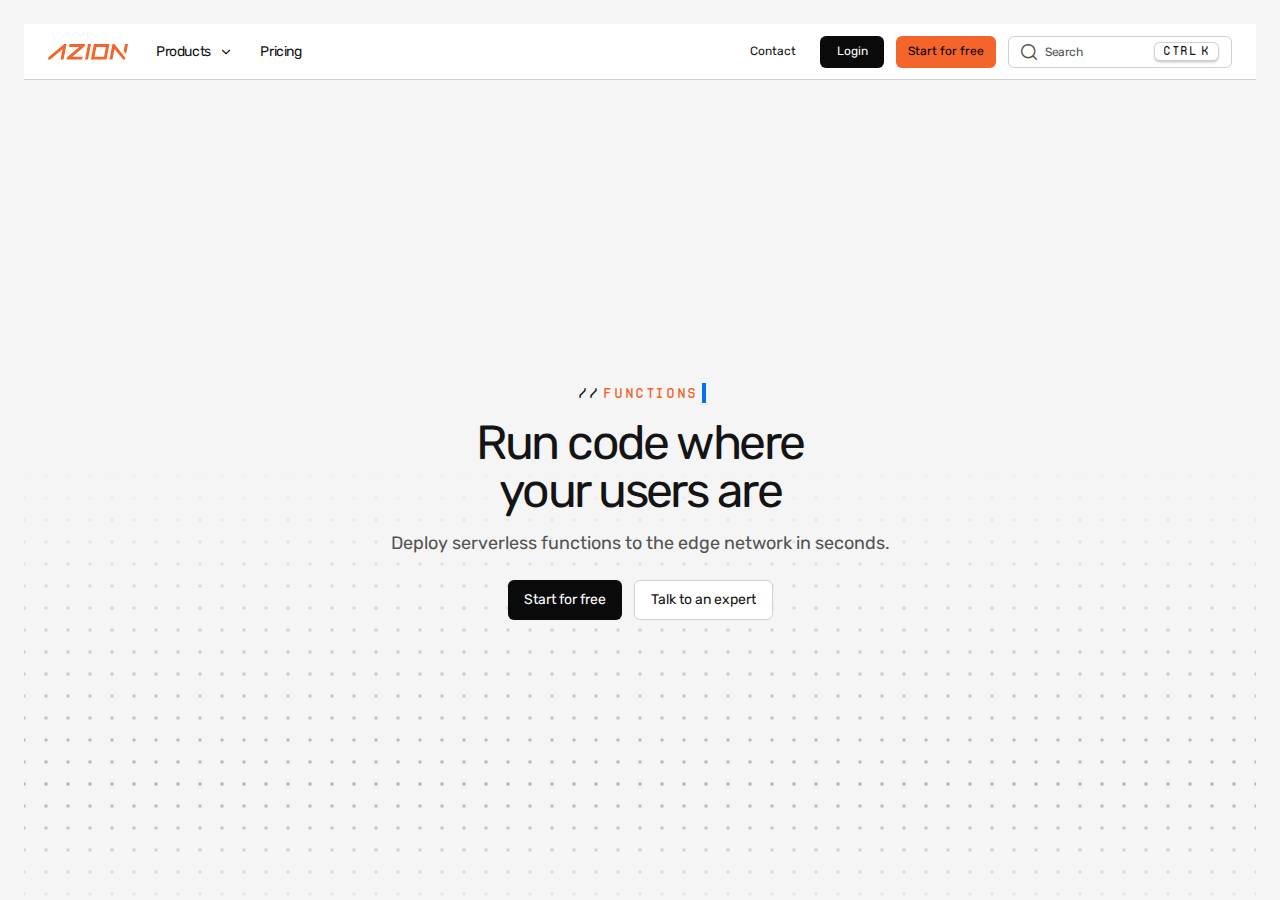 AZION
Products
Pricing
Contact
Login
Start for free
Search
CTRL K
// FUNCTIONS
Run code where
your users are
Deploy serverless functions to the edge network in seconds.
Start for free
Talk to an expert